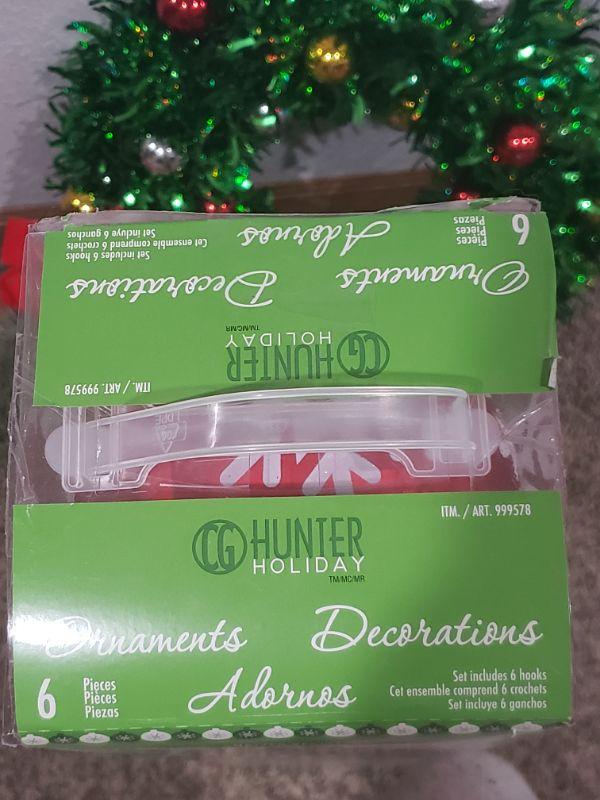 6
Pieces
Pièces
Piezas
Adornos
Set includes 6 hooks
Cet ensemble comprend 6 crochets
Set incluye 6 ganchos
Ornaments
Decorations
CG HUNTER
HOLIDAY
TM/MC/MR
ITM. / ART. 999578
ITM. / ART. 999578
CG HUNTER
HOLIDAY
TM/MC/MR
Ornaments
Decorations
6
Pieces
Pièces
Piezas
Adornos
Set includes 6 hooks
Cet ensemble comprend 6 crochets
Set incluye 6 ganchos